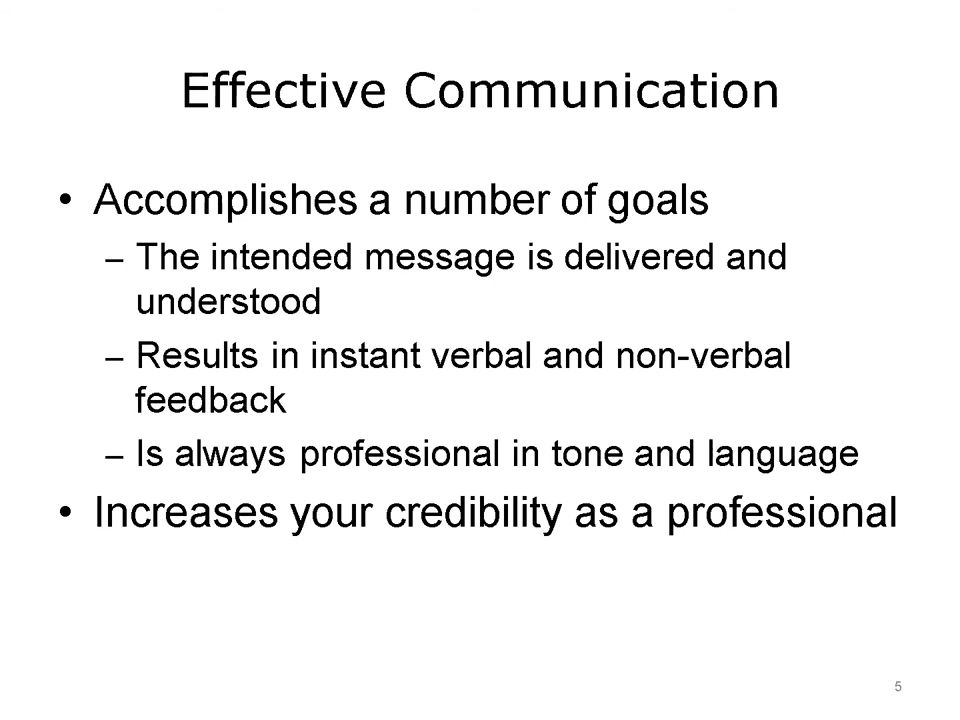 Effective Communication
• Accomplishes a number of goals
– The intended message is delivered and
understood
– Results in instant verbal and non-verbal
feedback
– Is always professional in tone and language
• Increases your credibility as a professional
5